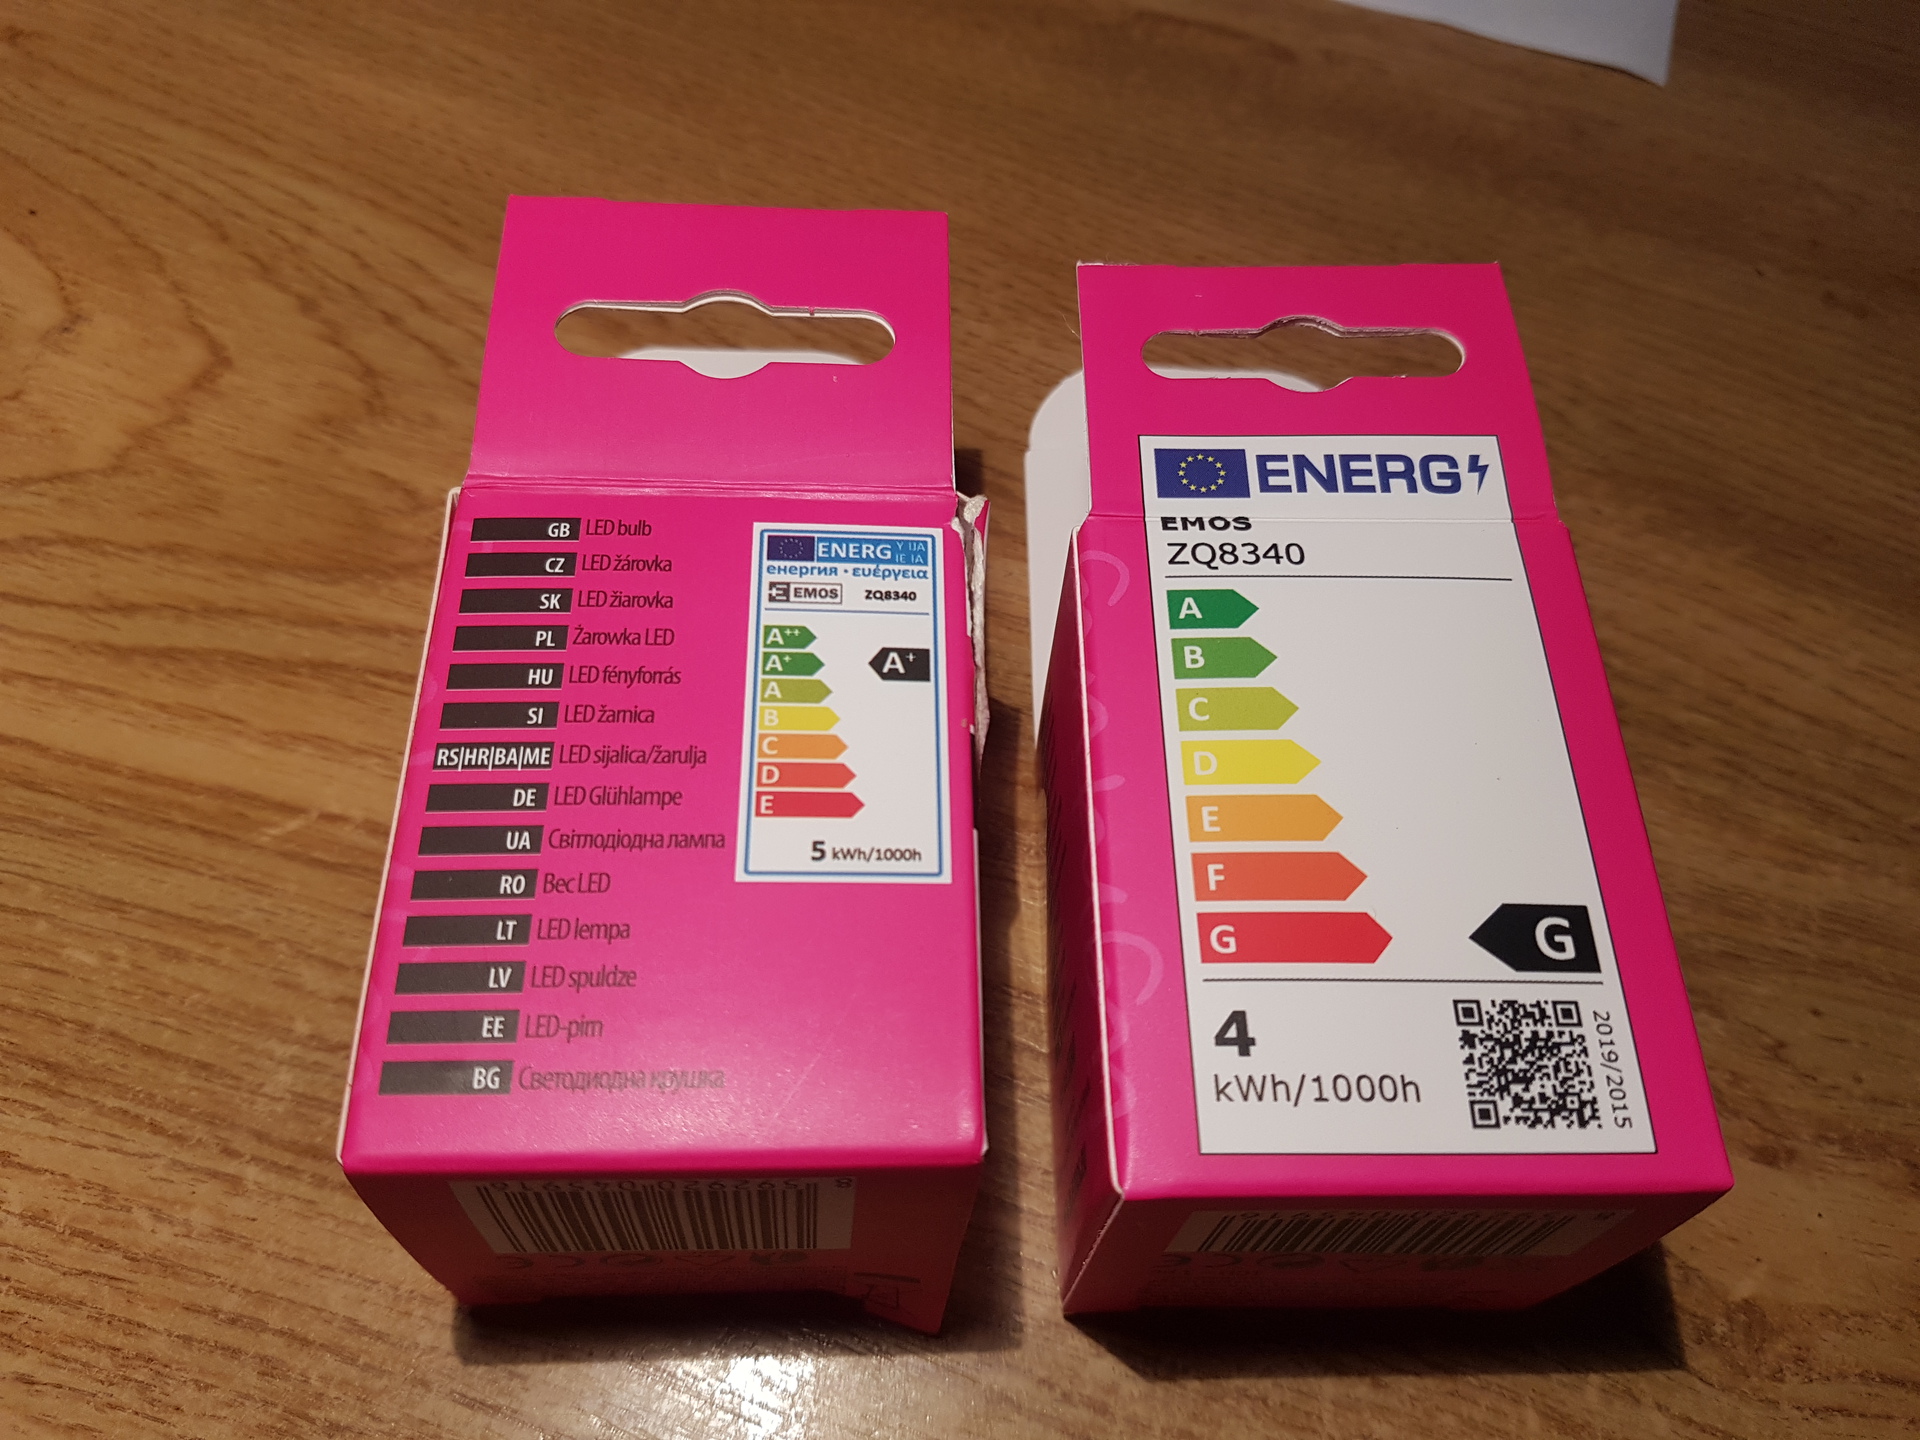 GB LED bulb
CZ LED žárovka
SK LED žiarovka
PL Żarowka LED
HU LED fényforrás
SI LED žarnica
RS|HR|BA|ME LED sijalica/žarulja
DE LED Glühlampe
UA Світлодіодна лампа
RO Bec LED
LT LED lempa
LV LED spuldze
EE LED-pirn
BG Светодиодна крушка
ENERG Y IJA
IE IA
енергия · ενέργεια
EMOS ZQ8340
A++
A+ A+
A
B
C
D
E
5 kWh/1000h
ENERG
EMOS
ZQ8340
A
B
C
D
E
F
G G
4
kWh/1000h
2019/2015